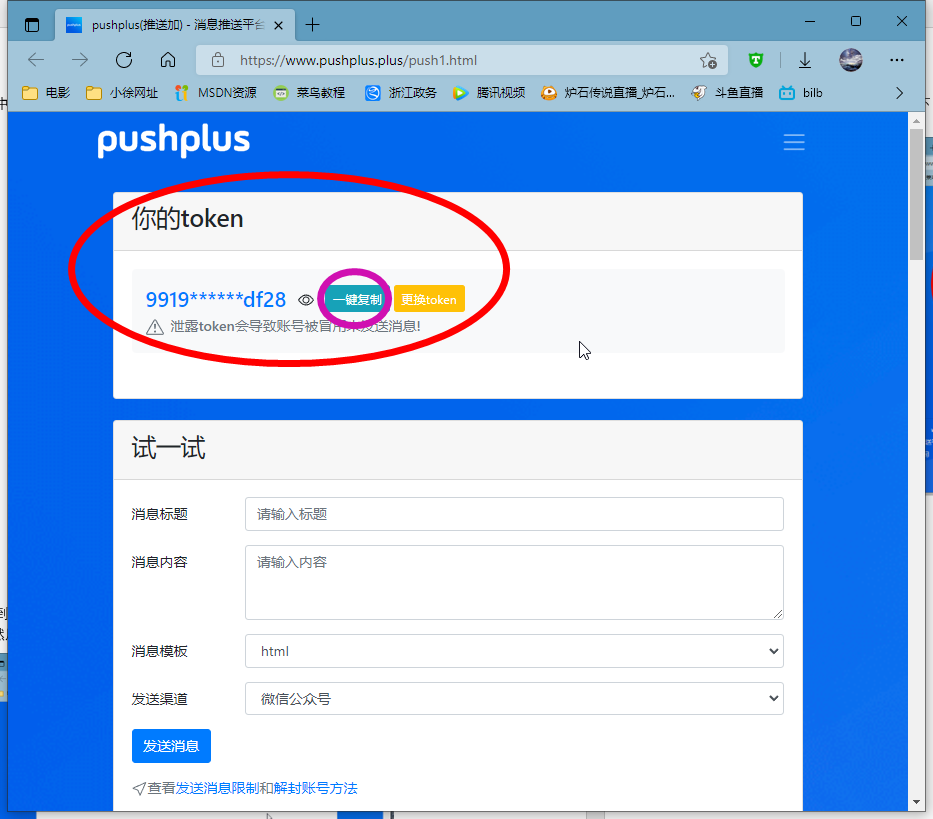 pushplus(推送加) - 消息推送平台
https://www.pushplus.plus/push1.html
电影 小徐网址 MSDN资源 菜鸟教程 浙江政务 腾讯视频 炉石传说直播_炉石... 斗鱼直播 bilb
pushplus
你的token
9919******df28 一键复制 更换token
泄露token会导致账号被冒用来发送消息!
试一试
消息标题 请输入标题
消息内容 请输入内容
消息模板 html
发送渠道 微信公众号
发送消息
查看发送消息限制和解封账号方法